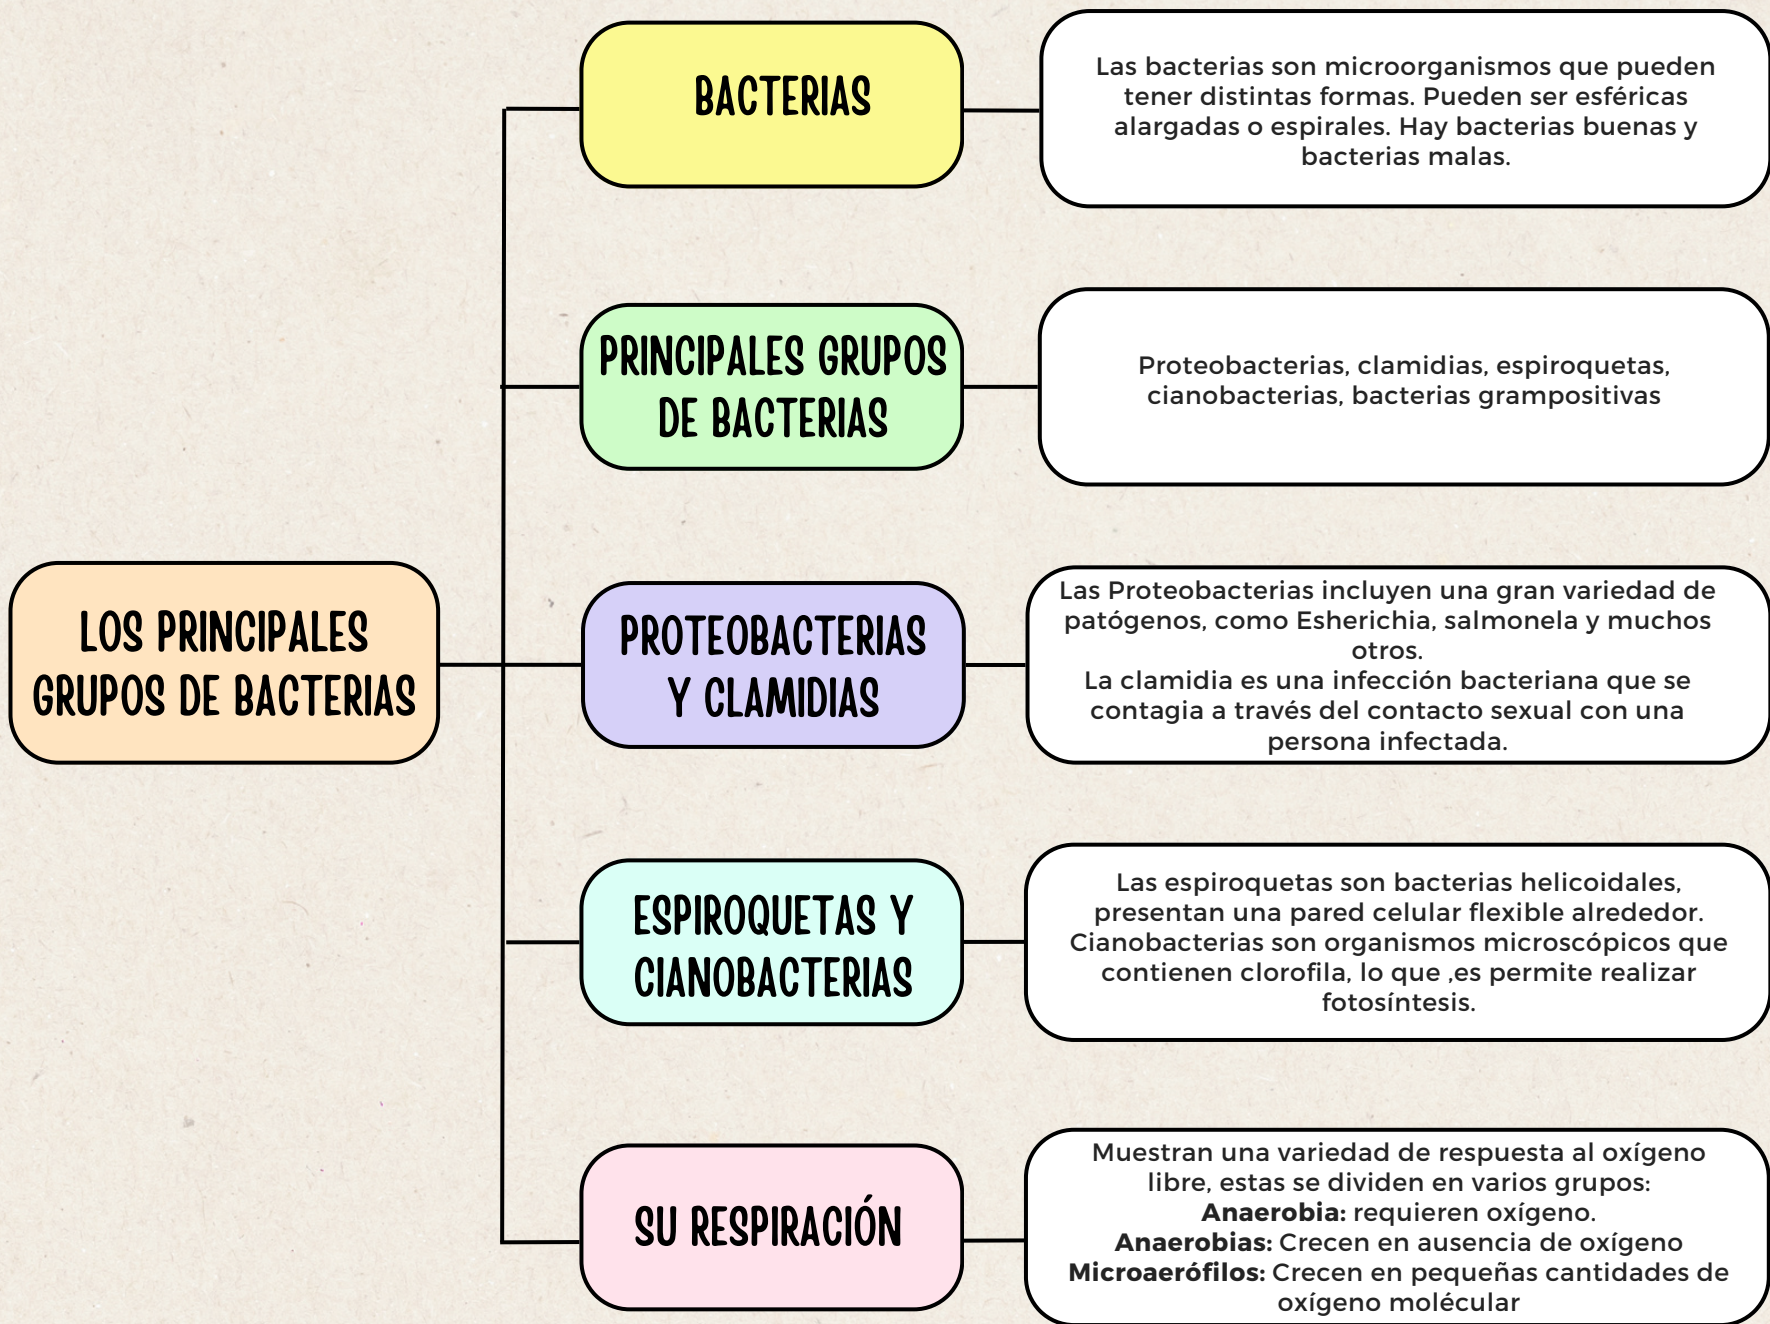 LOS PRINCIPALES
GRUPOS DE BACTERIAS
BACTERIAS
Las bacterias son microorganismos que pueden
tener distintas formas. Pueden ser esféricas
alargadas o espirales. Hay bacterias buenas y
bacterias malas.
PRINCIPALES GRUPOS
DE BACTERIAS
Proteobacterias, clamidias, espiroquetas,
cianobacterias, bacterias grampositivas
PROTEOBACTERIAS
Y CLAMIDIAS
Las Proteobacterias incluyen una gran variedad de
patógenos, como Esherichia, salmonela y muchos
otros.
La clamidia es una infección bacteriana que se
contagia a través del contacto sexual con una
persona infectada.
ESPIROQUETAS Y
CIANOBACTERIAS
Las espiroquetas son bacterias helicoidales,
presentan una pared celular flexible alrededor.
Cianobacterias son organismos microscópicos que
contienen clorofila, lo que ,es permite realizar
fotosíntesis.
SU RESPIRACIÓN
Muestran una variedad de respuesta al oxígeno
libre, estas se dividen en varios grupos:
Anaerobia: requieren oxígeno.
Anaerobias: Crecen en ausencia de oxígeno
Microaerófilos: Crecen en pequeñas cantidades de
oxígeno molécular